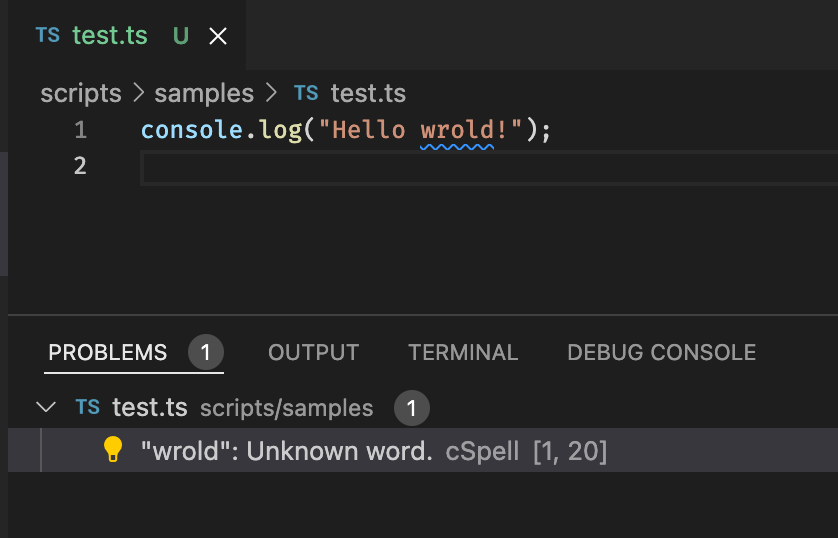 TS test.ts U
scripts > samples > TS test.ts
1 console.log("Hello wrold!");
2
PROBLEMS 1 OUTPUT TERMINAL DEBUG CONSOLE
TS test.ts scripts/samples 1
"wrold": Unknown word. cSpell [1, 20]